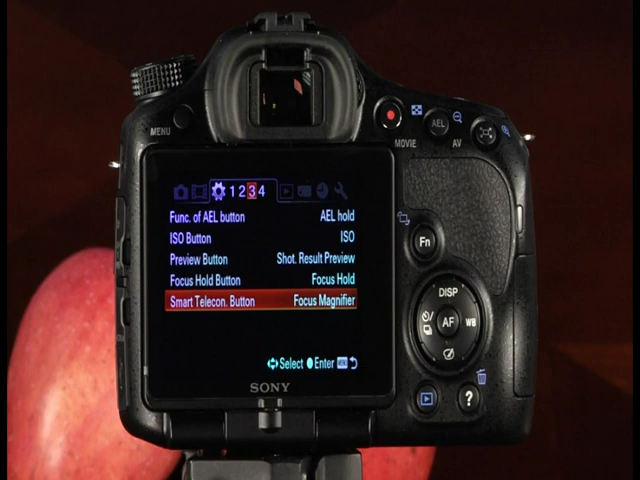 MENU
MOVIE
AEL
AV
1 2 3 4
Func. of AEL button AEL hold
ISO Button ISO
Preview Button Shot. Result Preview
Focus Hold Button Focus Hold
Smart Telecon. Button Focus Magnifier
Select Enter MENU
SONY
Fn
DISP
AF
WB
?